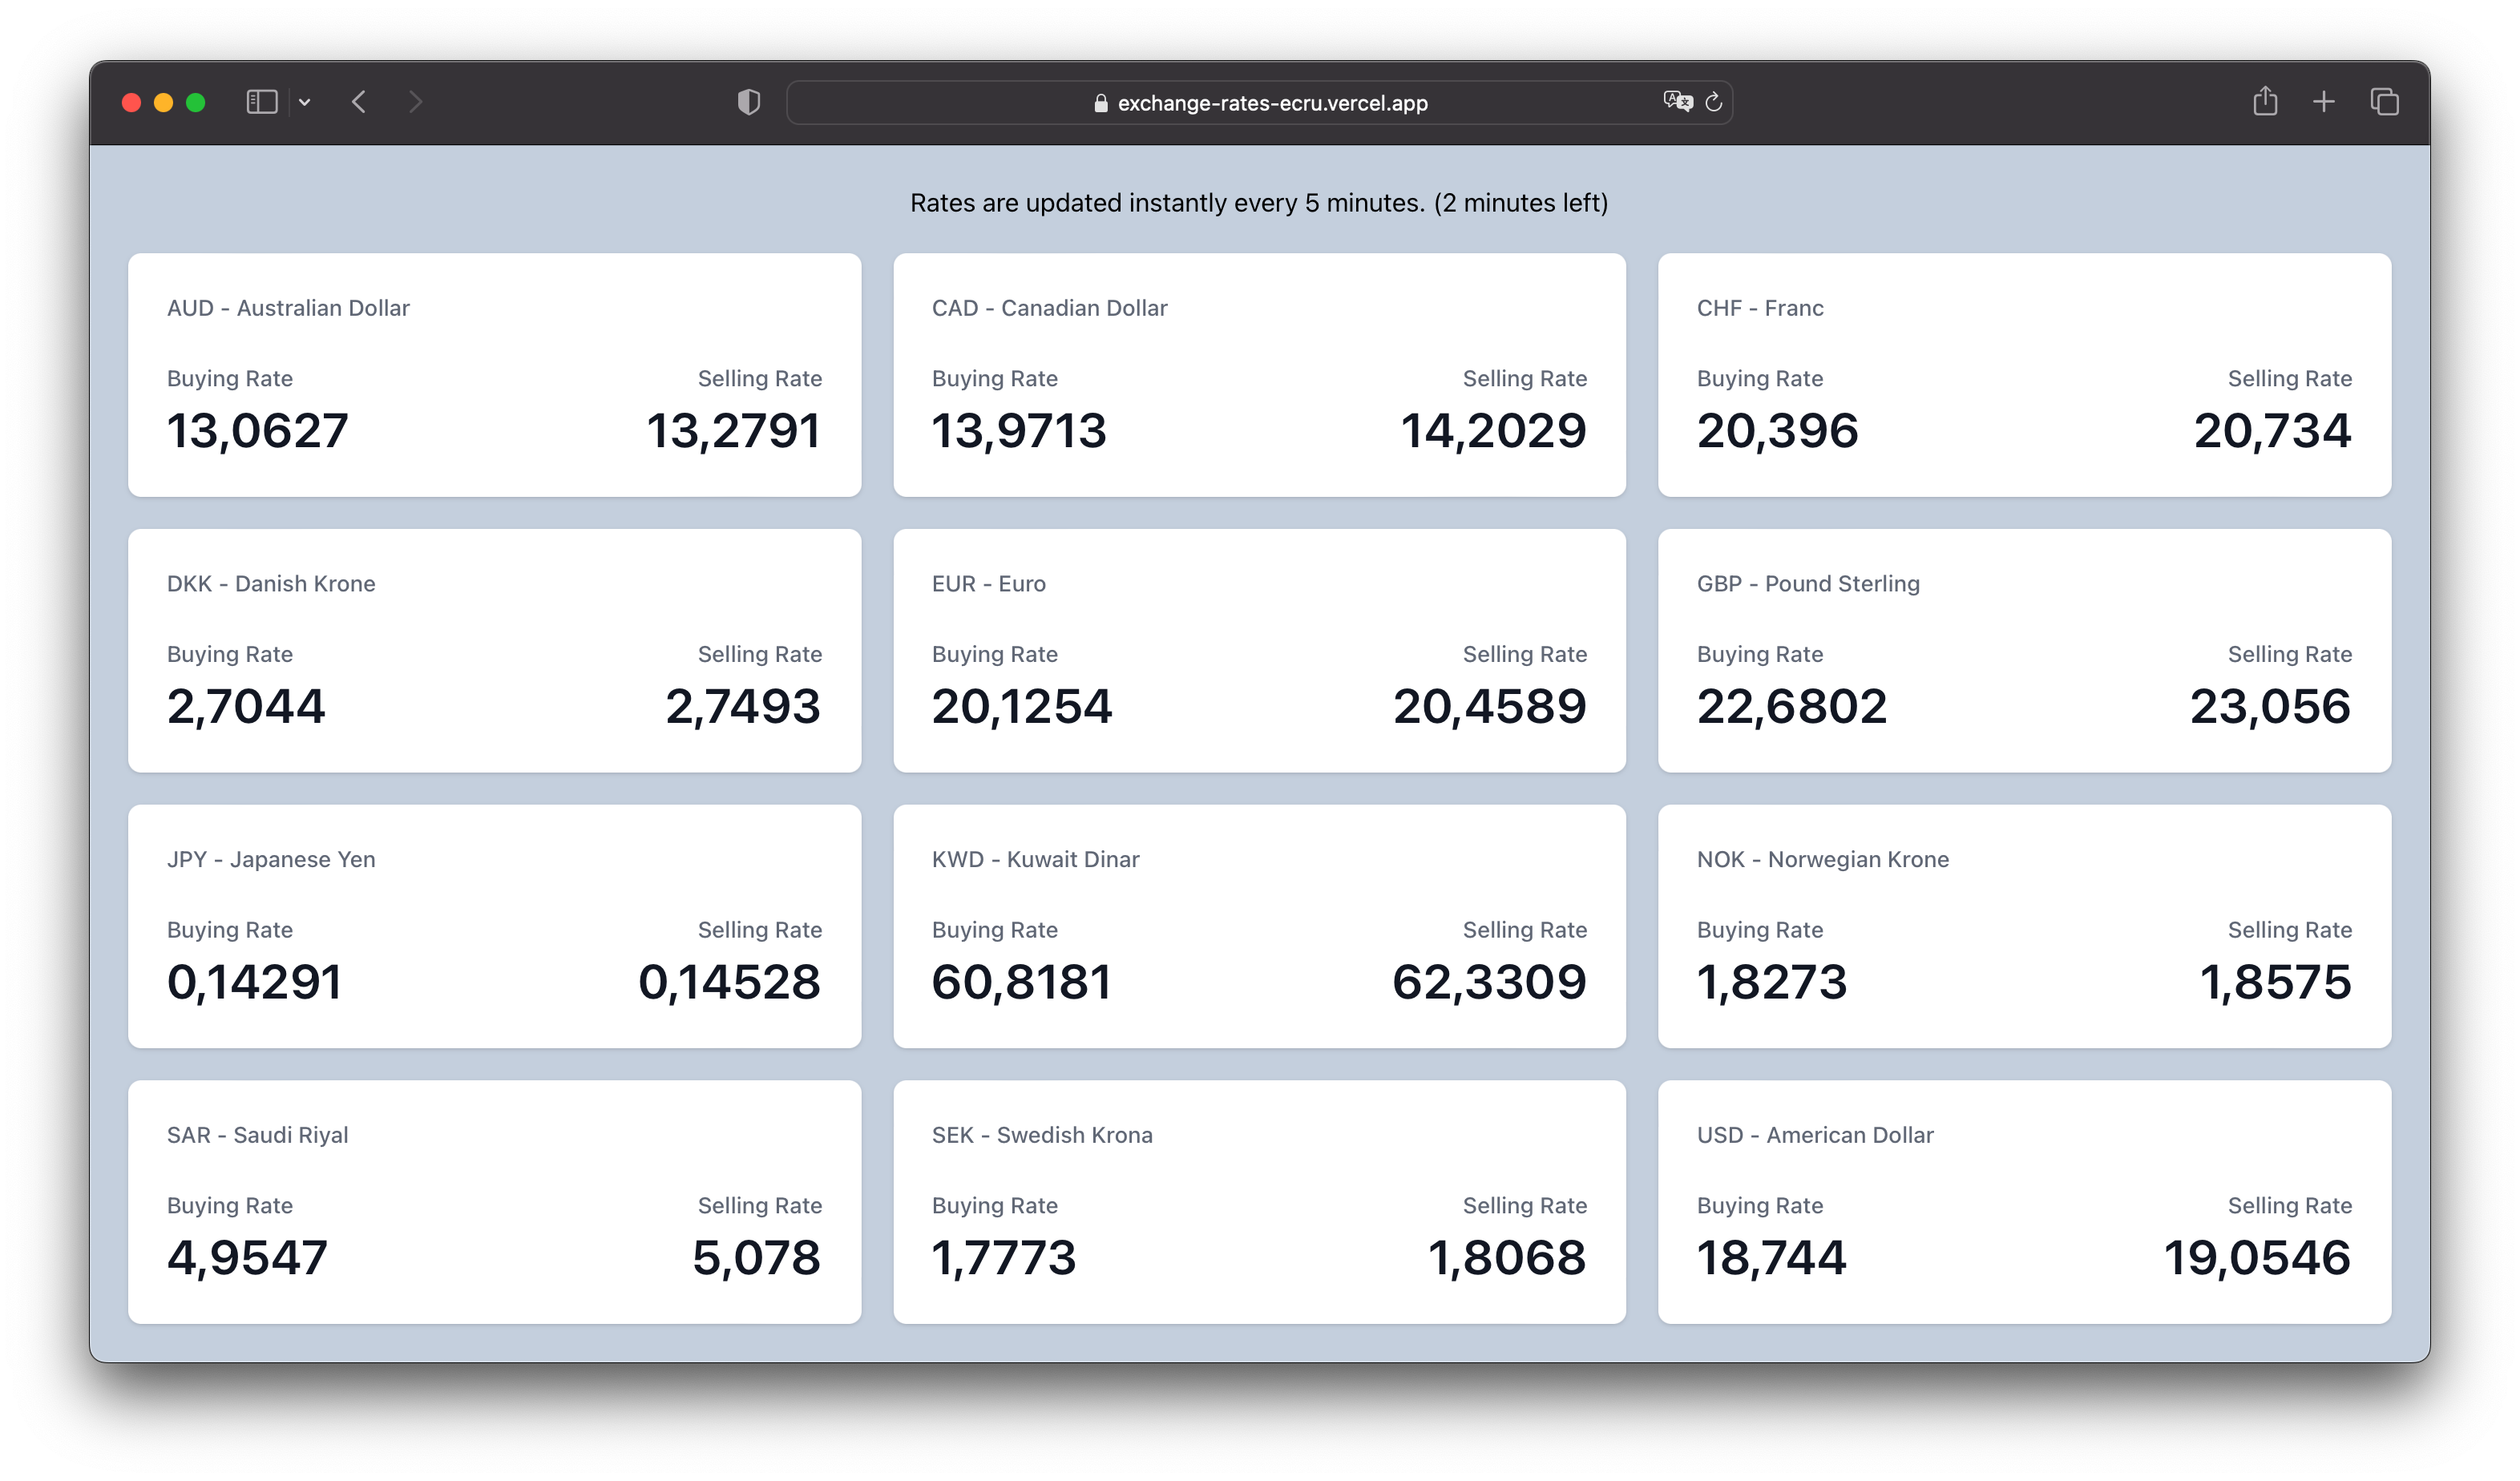 exchange-rates-ecru.vercel.app
Rates are updated instantly every 5 minutes. (2 minutes left)
AUD - Australian Dollar
Buying Rate Selling Rate
13,0627 13,2791
CAD - Canadian Dollar
Buying Rate Selling Rate
13,9713 14,2029
CHF - Franc
Buying Rate Selling Rate
20,396 20,734
DKK - Danish Krone
Buying Rate Selling Rate
2,7044 2,7493
EUR - Euro
Buying Rate Selling Rate
20,1254 20,4589
GBP - Pound Sterling
Buying Rate Selling Rate
22,6802 23,056
JPY - Japanese Yen
Buying Rate Selling Rate
0,14291 0,14528
KWD - Kuwait Dinar
Buying Rate Selling Rate
60,8181 62,3309
NOK - Norwegian Krone
Buying Rate Selling Rate
1,8273 1,8575
SAR - Saudi Riyal
Buying Rate Selling Rate
4,9547 5,078
SEK - Swedish Krona
Buying Rate Selling Rate
1,7773 1,8068
USD - American Dollar
Buying Rate Selling Rate
18,744 19,0546